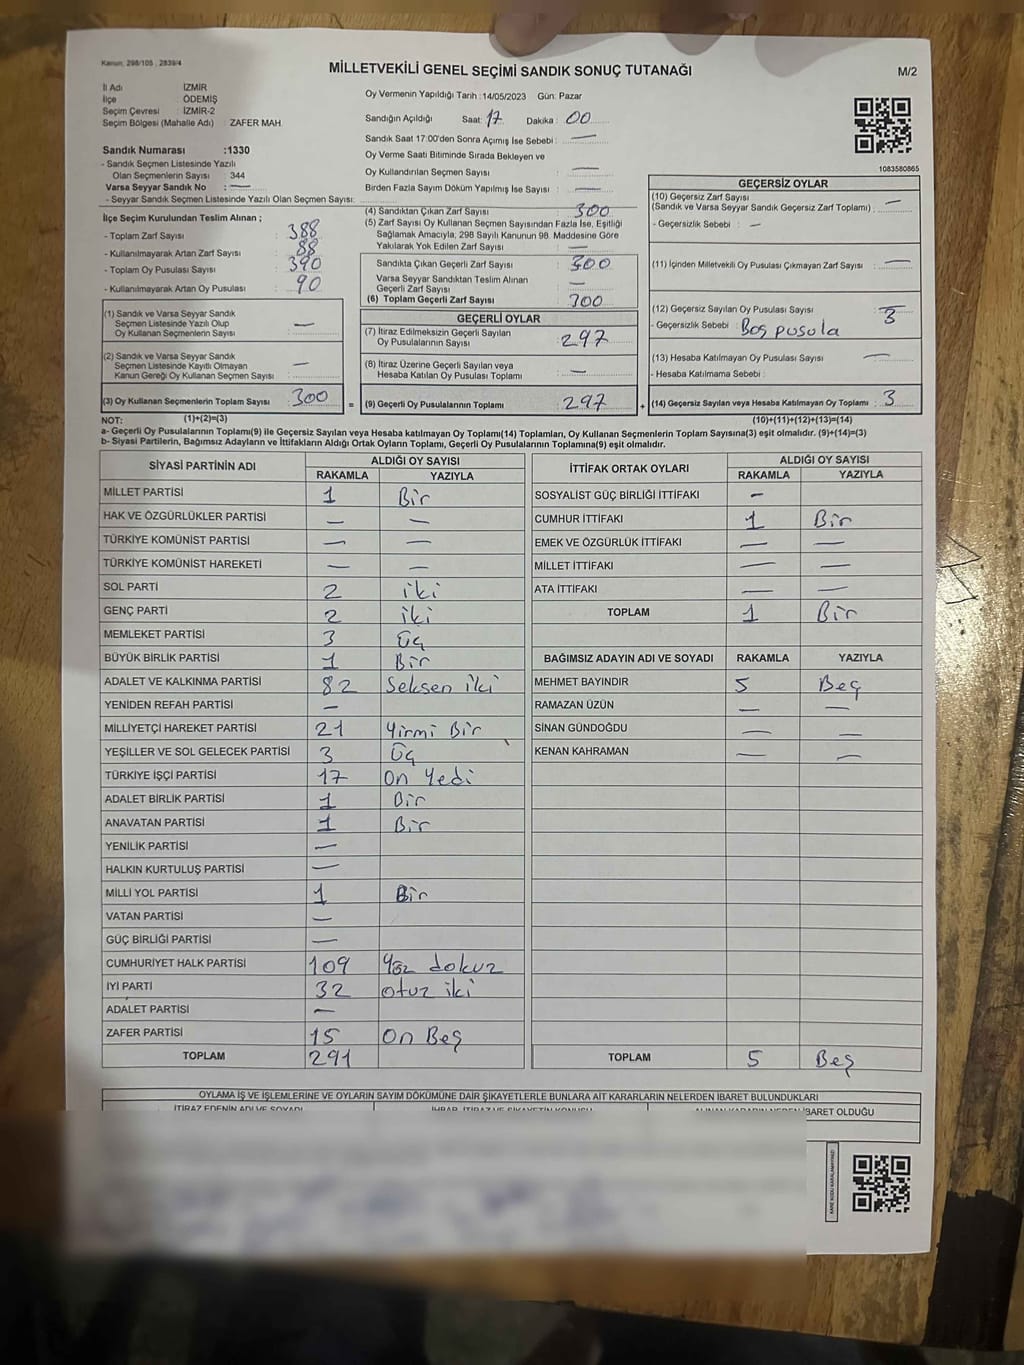 Kanun: 298/105 , 2839/4
MİLLETVEKİLİ GENEL SEÇİMİ SANDIK SONUÇ TUTANAĞI
M/2
İl Adı : İZMİR
İlçe : ÖDEMİŞ
Seçim Çevresi : İZMİR-2
Seçim Bölgesi (Mahalle Adı) : ZAFER MAH.
Sandık Numarası :1330
- Sandık Seçmen Listesinde Yazılı
Olan Seçmenlerin Sayısı : 344
Varsa Seyyar Sandık No : —
- Seyyar Sandık Seçmen Listesinde Yazılı Olan Seçmen Sayısı:
Oy Vermenin Yapıldığı Tarih :14/05/2023 Gün: Pazar
Sandığın Açıldığı Saat: 17 Dakika : 00
Sandık Saat 17:00'den Sonra Açımış İse Sebebi : —
Oy Verme Saati Bitiminde Sırada Bekleyen ve
Oy Kullandırılan Seçmen Sayısı : —
Birden Fazla Sayım Döküm Yapılmış İse Sayısı : —
1083580865
İlçe Seçim Kurulundan Teslim Alınan ;
- Toplam Zarf Sayısı : 388
- Kullanılmayarak Artan Zarf Sayısı : 88
- Toplam Oy Pusulası Sayısı : 390
- Kullanılmayarak Artan Oy Pusulası : 90
(4) Sandıktan Çıkan Zarf Sayısı : 300
(5) Zarf Sayısı Oy Kullanan Seçmen Sayısından Fazla İse, Eşitliği
Sağlamak Amacıyla, 298 Sayılı Kanunun 98. Maddesine Göre
Yakılarak Yok Edilen Zarf Sayısı : —
Sandıkta Çıkan Geçerli Zarf Sayısı : 300
Varsa Seyyar Sandıktan Teslim Alınan
Geçerli Zarf Sayısı : —
(6) Toplam Geçerli Zarf Sayısı : 300
GEÇERSİZ OYLAR
(10) Geçersiz Zarf Sayısı
(Sandık ve Varsa Seyyar Sandık Geçersiz Zarf Toplamı) : —
- Geçersizlik Sebebi : —
(11) İçinden Milletvekili Oy Pusulası Çıkmayan Zarf Sayısı : —
(12) Geçersiz Sayılan Oy Pusulası Sayısı : 3
- Geçersizlik Sebebi : Boş pusula
(13) Hesaba Katılmayan Oy Pusulası Sayısı : —
- Hesaba Katılmama Sebebi :
(14) Geçersiz Sayılan veya Hesaba Katılmayan Oy Toplamı : 3
(1) Sandık ve Varsa Seyyar Sandık
Seçmen Listesinde Yazılı Olup
Oy Kullanan Seçmenlerin Sayısı : —
(2) Sandık ve Varsa Seyyar Sandık
Seçmen Listesinde Kayıtlı Olmayan
Kanun Gereği Oy Kullanan Seçmen Sayısı : —
(3) Oy Kullanan Seçmenlerin Toplam Sayısı : 300 =
GEÇERLİ OYLAR
(7) İtiraz Edilmeksizin Geçerli Sayılan
Oy Pusulalarının Sayısı : 297
(8) İtiraz Üzerine Geçerli Sayılan veya
Hesaba Katılan Oy Pusulası Toplamı : —
(9) Geçerli Oy Pusulalarının Toplamı : 297 +
NOT: (1)+(2)=(3) (10)+(11)+(12)+(13)=(14)
a- Geçerli Oy Pusulalarının Toplamı(9) ile Geçersiz Sayılan veya Hesaba katılmayan Oy Toplamı(14) Toplamları, Oy Kullanan Seçmenlerin Toplam Sayısına(3) eşit olmalıdır. (9)+(14)=(3)
b- Siyasi Partilerin, Bağımsız Adayların ve İttifakların Aldığı Ortak Oyların Toplamı, Geçerli Oy Pusulalarının Toplamına(9) eşit olmalıdır.
SİYASİ PARTİNİN ADI ALDIĞI OY SAYISI
RAKAMLA YAZIYLA
MİLLET PARTİSİ 1 Bir
HAK VE ÖZGÜRLÜKLER PARTİSİ — —
TÜRKİYE KOMÜNİST PARTİSİ — —
TÜRKİYE KOMÜNİST HAREKETİ — —
SOL PARTİ 2 iki
GENÇ PARTİ 2 iki
MEMLEKET PARTİSİ 3 Üç
BÜYÜK BİRLİK PARTİSİ 1 Bir
ADALET VE KALKINMA PARTİSİ 82 Seksen iki
YENİDEN REFAH PARTİSİ —
MİLLİYETÇİ HAREKET PARTİSİ 21 Yirmi Bir
YEŞİLLER VE SOL GELECEK PARTİSİ 3 Üç
TÜRKİYE İŞÇİ PARTİSİ 17 On Yedi
ADALET BİRLİK PARTİSİ 1 Bir
ANAVATAN PARTİSİ 1 Bir
YENİLİK PARTİSİ —
HALKIN KURTULUŞ PARTİSİ —
MİLLİ YOL PARTİSİ 1 Bir
VATAN PARTİSİ —
GÜÇ BİRLİĞİ PARTİSİ —
CUMHURİYET HALK PARTİSİ 109 Yüz dokuz
İYİ PARTİ 32 otuz iki
ADALET PARTİSİ —
ZAFER PARTİSİ 15 On Beş
TOPLAM 291
İTTİFAK ORTAK OYLARI ALDIĞI OY SAYISI
RAKAMLA YAZIYLA
SOSYALİST GÜÇ BİRLİĞİ İTTİFAKI —
CUMHUR İTTİFAKI 1 Bir
EMEK VE ÖZGÜRLÜK İTTİFAKI — —
MİLLET İTTİFAKI — —
ATA İTTİFAKI — —
TOPLAM 1 Bir
BAĞIMSIZ ADAYIN ADI VE SOYADI RAKAMLA YAZIYLA
MEHMET BAYINDIR 5 Beş
RAMAZAN ÜZÜN — —
SİNAN GÜNDOĞDU — —
KENAN KAHRAMAN — —
TOPLAM 5 Beş
OYLAMA İŞ VE İŞLEMLERİNE VE OYLARIN SAYIM DÖKÜMÜNE DAİR ŞİKAYETLERLE BUNLARA AİT KARARLARIN NELERDEN İBARET BULUNDUKLARI
İTİRAZ EDENİN ADI VE SOYADI
İBARET OLDUĞU